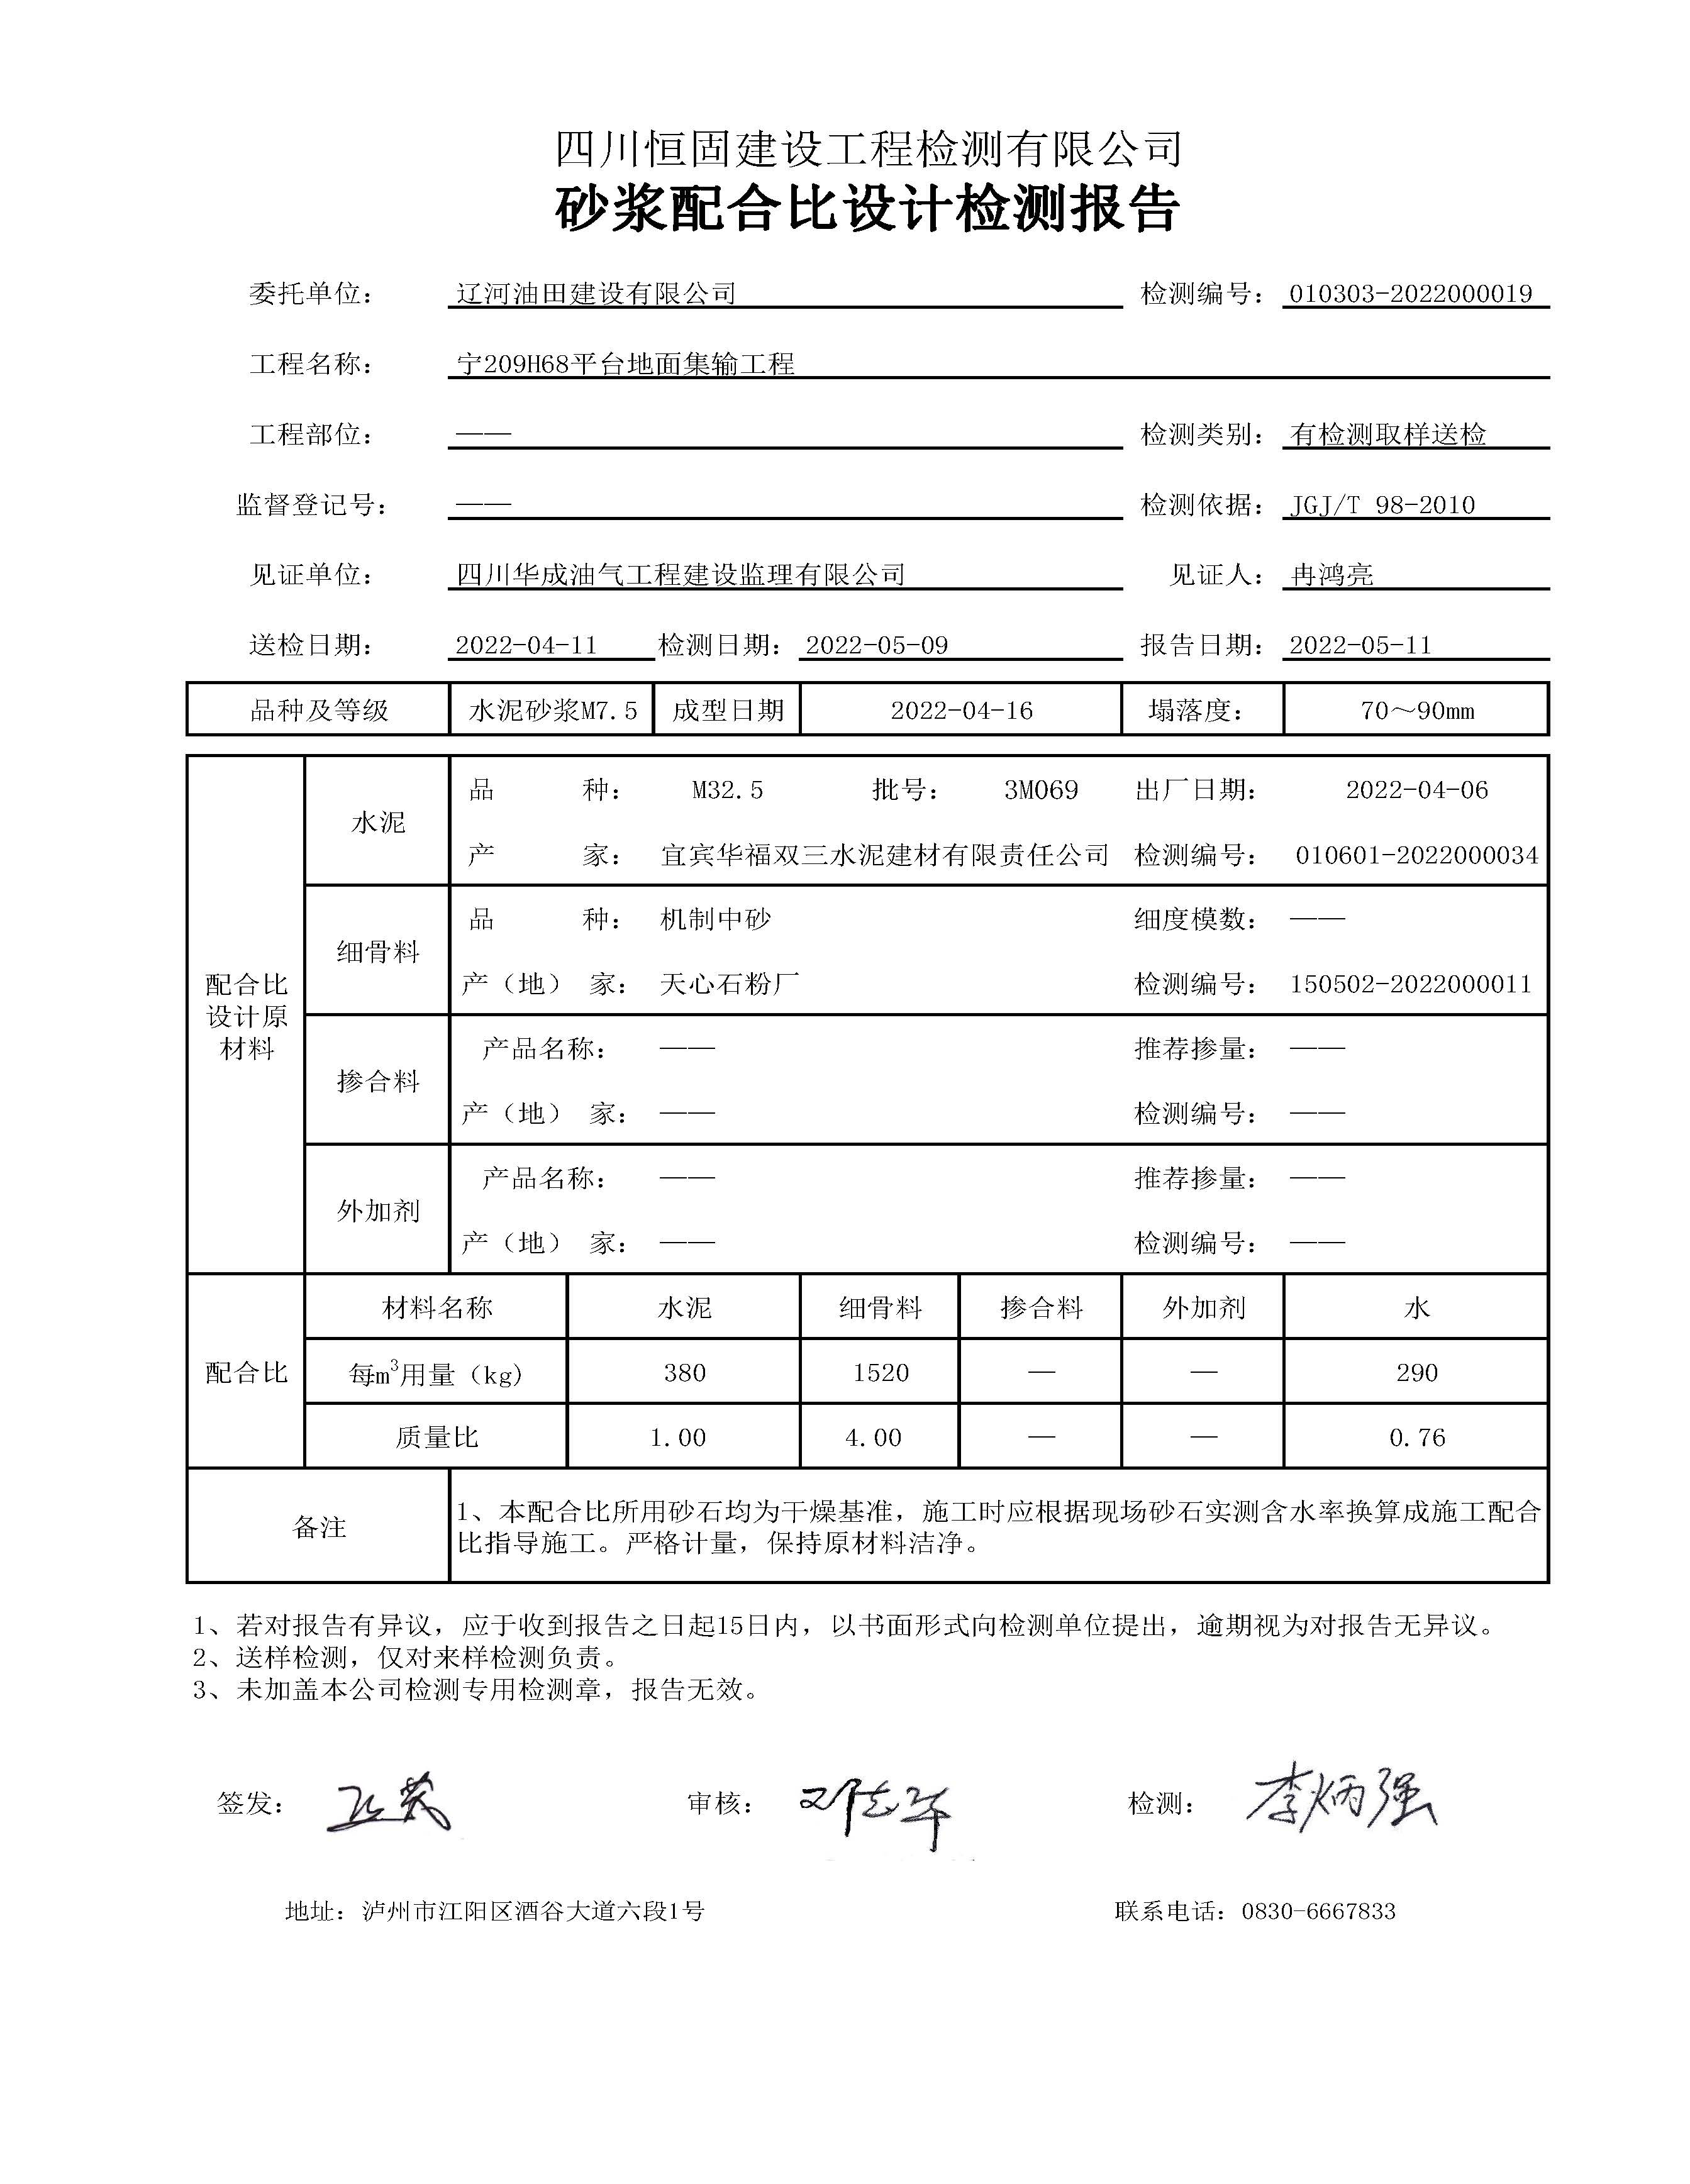 四川恒固建设工程检测有限公司
砂浆配合比设计检测报告
委托单位: 辽河油田建设有限公司 检测编号: 010303-2022000019
工程名称: 宁209H68平台地面集输工程
工程部位: —— 检测类别: 有检测取样送检
监督登记号: —— 检测依据: JGJ/T 98-2010
见证单位: 四川华成油气工程建设监理有限公司 见证人: 冉鸿亮
送检日期: 2022-04-11 检测日期: 2022-05-09 报告日期: 2022-05-11
品种及等级 水泥砂浆M7.5 成型日期 2022-04-16 塌落度: 70～90mm
配合比设计原材料
水泥
品 种: M32.5 批号: 3M069 出厂日期: 2022-04-06
产 家: 宜宾华福双三水泥建材有限责任公司 检测编号: 010601-2022000034
细骨料
品 种: 机制中砂 细度模数: ——
产（地） 家: 天心石粉厂 检测编号: 150502-2022000011
掺合料
产品名称: —— 推荐掺量: ——
产（地） 家: —— 检测编号: ——
外加剂
产品名称: —— 推荐掺量: ——
产（地） 家: —— 检测编号: ——
配合比
材料名称 水泥 细骨料 掺合料 外加剂 水
每m³用量（kg） 380 1520 — — 290
质量比 1.00 4.00 — — 0.76
备注
1、本配合比所用砂石均为干燥基准，施工时应根据现场砂石实测含水率换算成施工配合
比指导施工。严格计量，保持原材料洁净。
1、若对报告有异议，应于收到报告之日起15日内，以书面形式向检测单位提出，逾期视为对报告无异议。
2、送样检测，仅对来样检测负责。
3、未加盖本公司检测专用检测章，报告无效。
签发: 审核: 邓志华 检测: 李炳强
地址: 泸州市江阳区酒谷大道六段1号 联系电话: 0830-6667833